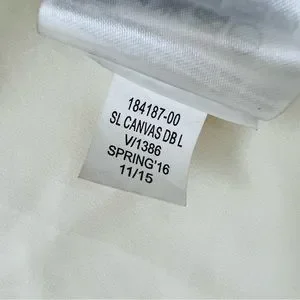 184187-00
SL CANVAS DB L
V/1386
SPRING'16
11/15